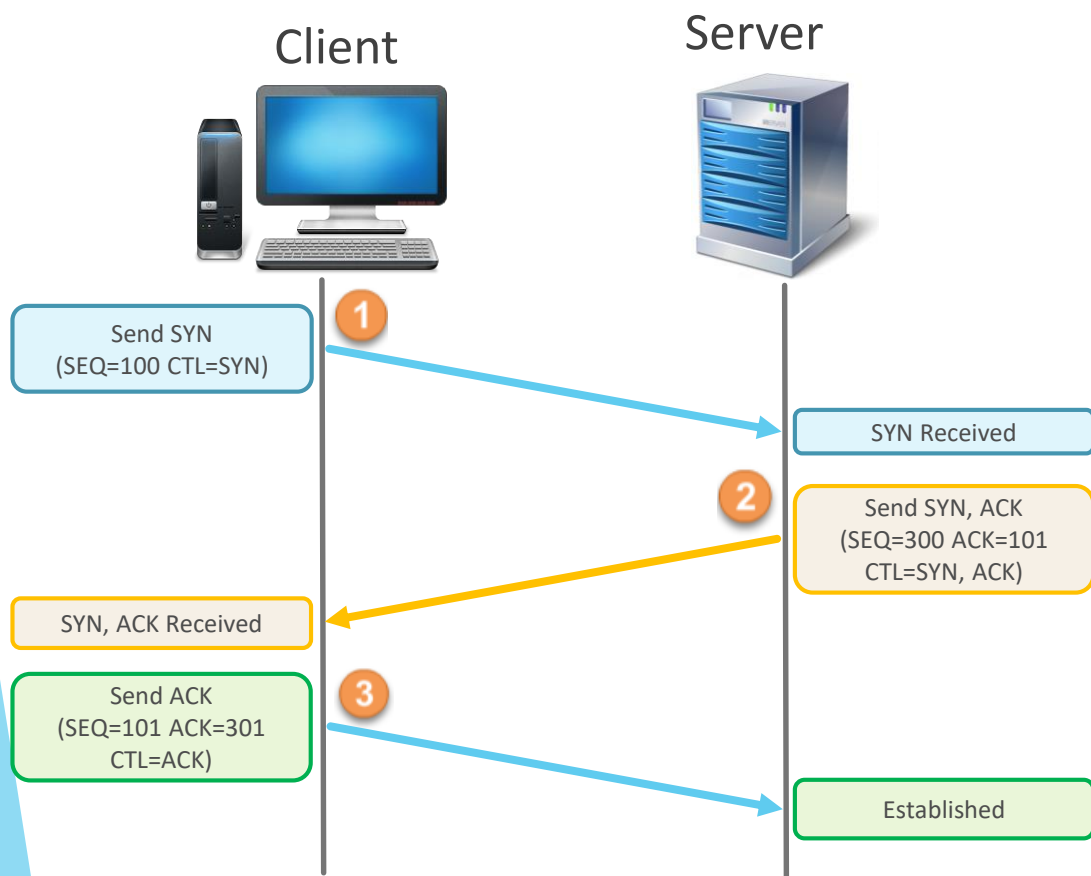 Client
Server
1
Send SYN
(SEQ=100 CTL=SYN)
SYN Received
2
Send SYN, ACK
(SEQ=300 ACK=101
CTL=SYN, ACK)
SYN, ACK Received
3
Send ACK
(SEQ=101 ACK=301
CTL=ACK)
Established